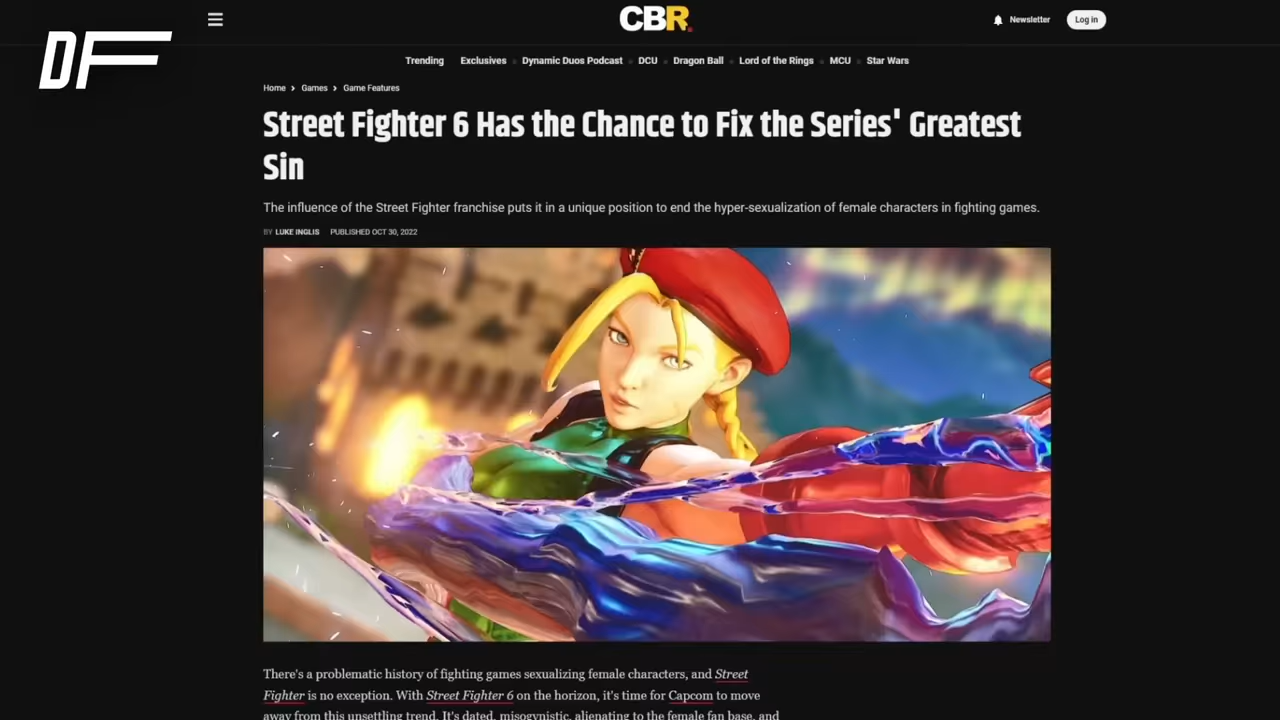 DF
CBR.
Newsletter
Log in
Trending Exclusives Dynamic Duos Podcast DCU Dragon Ball Lord of the Rings MCU Star Wars
Home > Games > Game Features
Street Fighter 6 Has the Chance to Fix the Series' Greatest
Sin
The influence of the Street Fighter franchise puts it in a unique position to end the hyper-sexualization of female characters in fighting games.
BY LUKE INGLIS PUBLISHED OCT 30, 2022
There's a problematic history of fighting games sexualizing female characters, and Street
Fighter is no exception. With Street Fighter 6 on the horizon, it's time for Capcom to move
away from this unsettling trend. It's dated, misogynistic, alienating to the female fan base, and